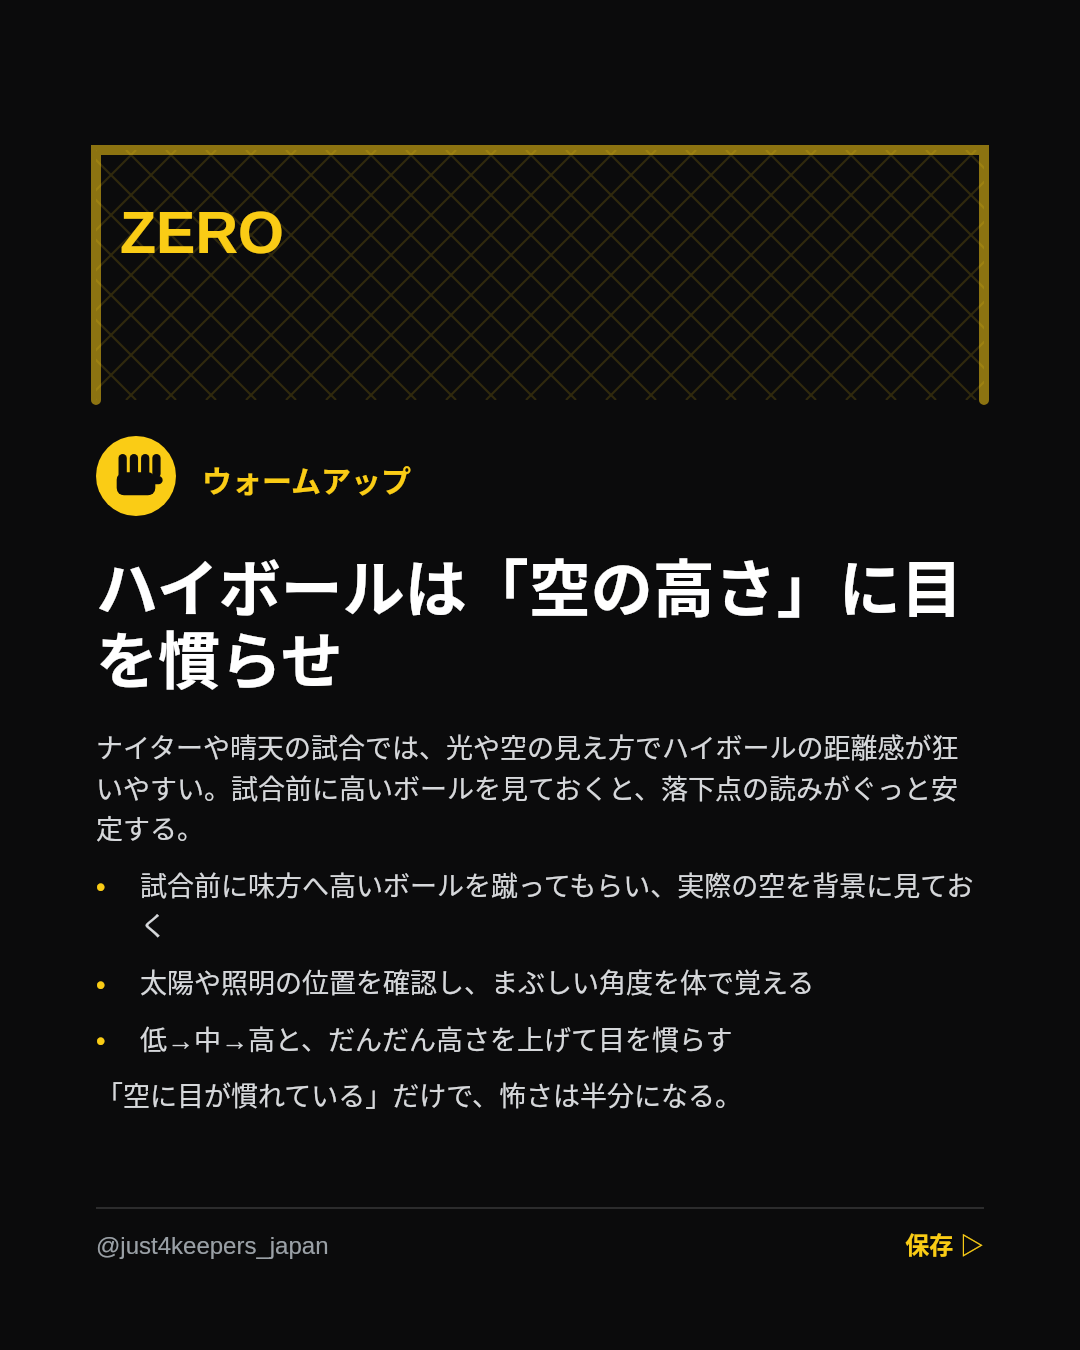 ZERO
ウォームアップ
ハイボールは「空の高さ」に目
を慣らせ
ナイターや晴天の試合では、光や空の見え方でハイボールの距離感が狂
いやすい。試合前に高いボールを見ておくと、落下点の読みがぐっと安
定する。
• 試合前に味方へ高いボールを蹴ってもらい、実際の空を背景に見てお
く
• 太陽や照明の位置を確認し、まぶしい角度を体で覚える
• 低→中→高と、だんだん高さを上げて目を慣らす
「空に目が慣れている」だけで、怖さは半分になる。
@just4keepers_japan
保存 ▷